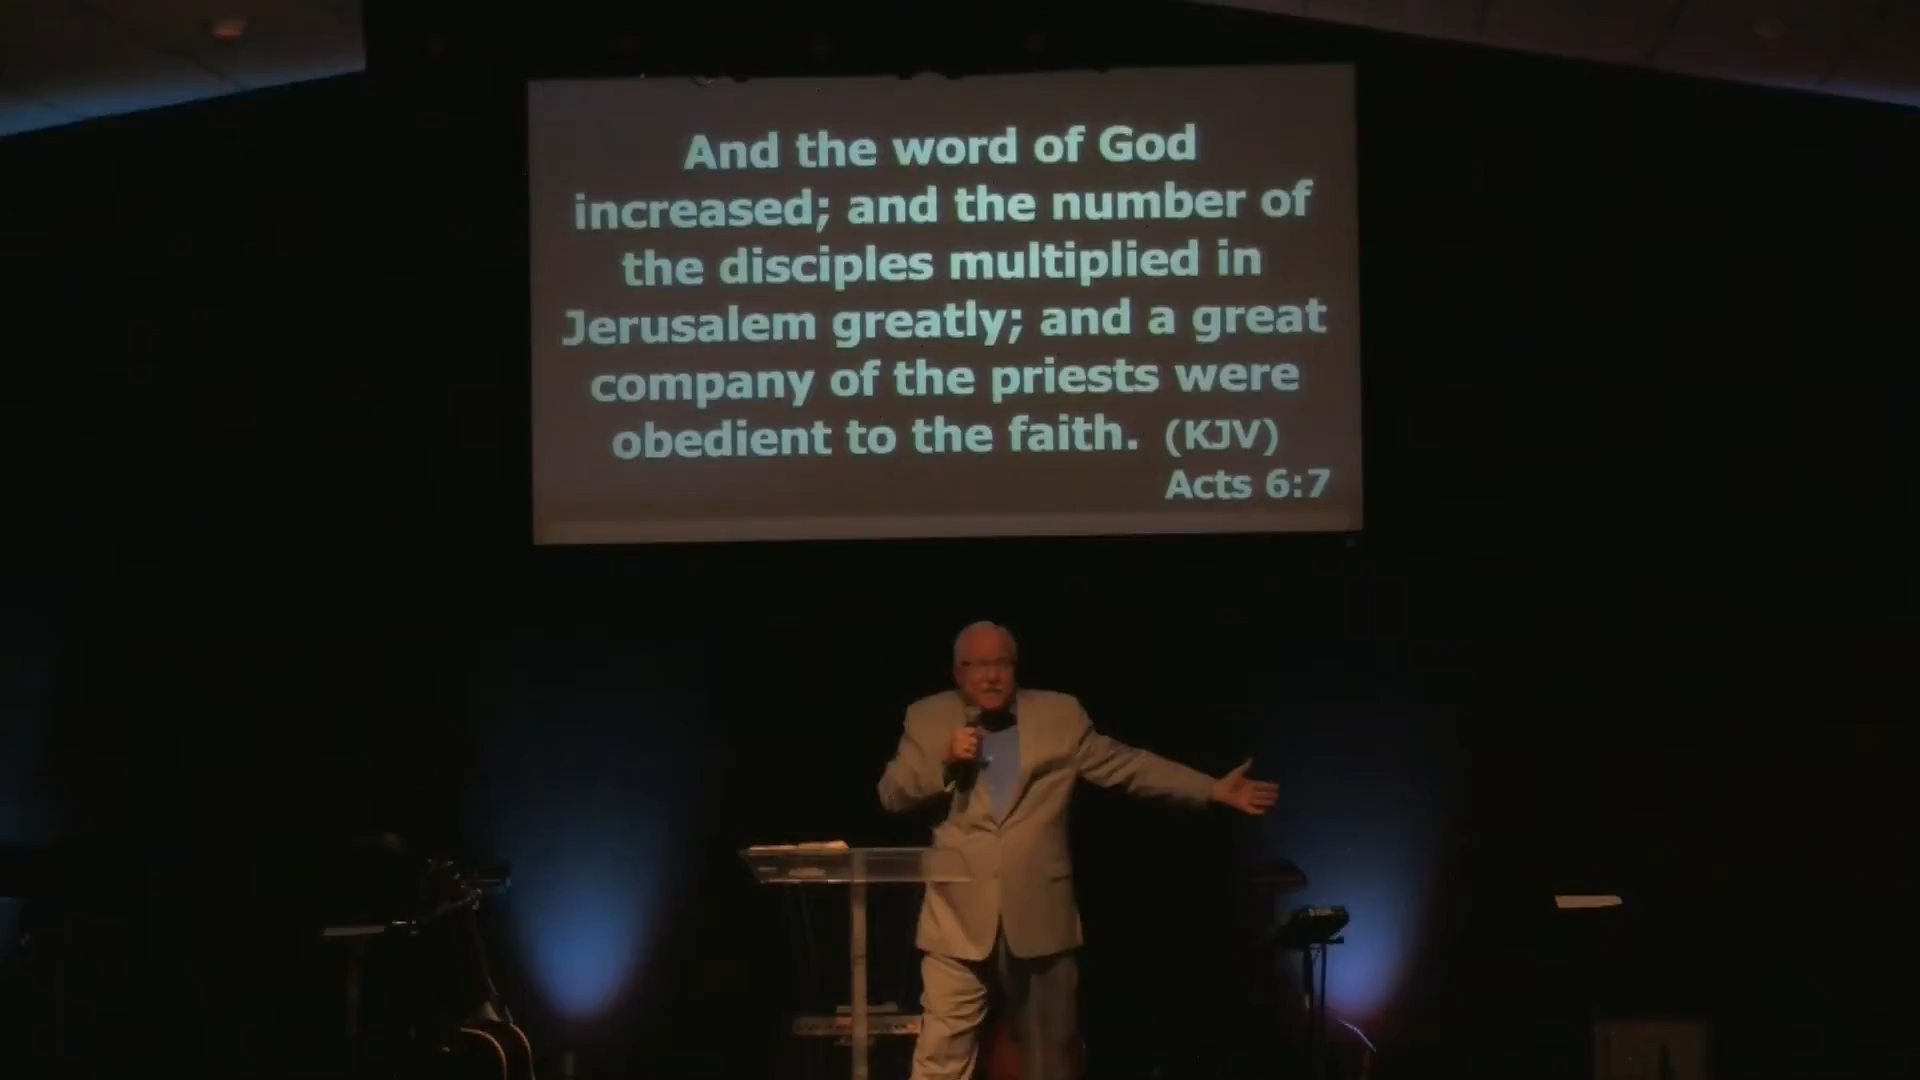 And the word of God
increased; and the number of
the disciples multiplied in
Jerusalem greatly; and a great
company of the priests were
obedient to the faith. (KJV)
Acts 6:7